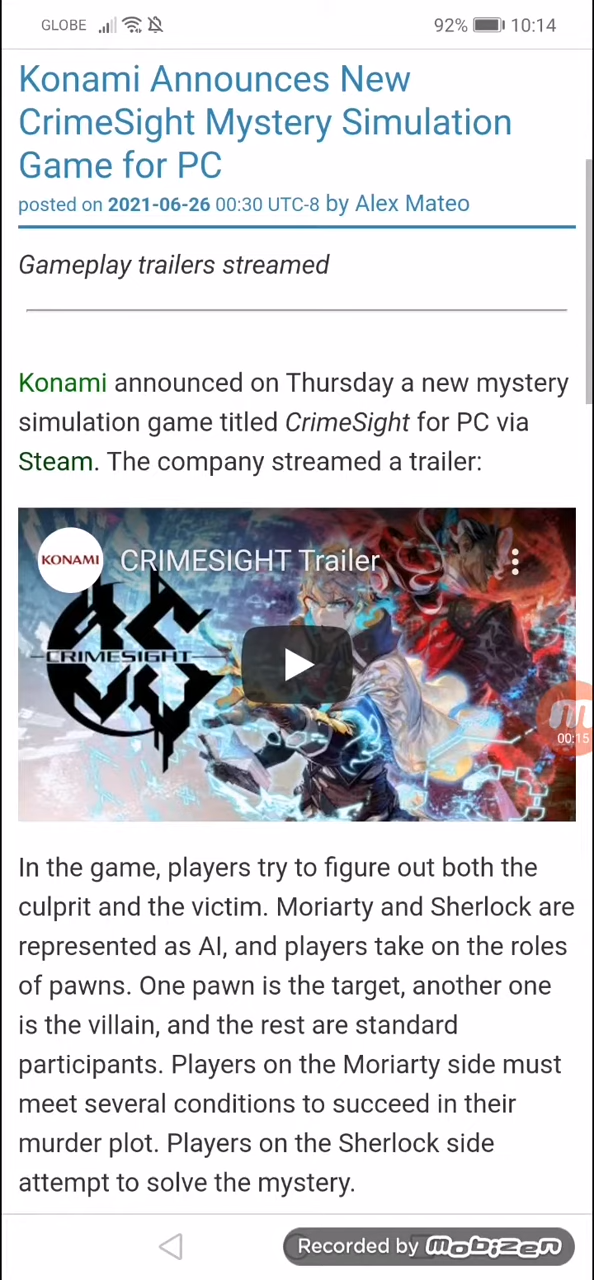 GLOBE 92% 10:14
Konami Announces New
CrimeSight Mystery Simulation
Game for PC
posted on 2021-06-26 00:30 UTC-8 by Alex Mateo
Gameplay trailers streamed
Konami announced on Thursday a new mystery
simulation game titled CrimeSight for PC via
Steam. The company streamed a trailer:
KONAMI CRIMESIGHT Trailer
CRIMESIGHT
00:15
In the game, players try to figure out both the
culprit and the victim. Moriarty and Sherlock are
represented as AI, and players take on the roles
of pawns. One pawn is the target, another one
is the villain, and the rest are standard
participants. Players on the Moriarty side must
meet several conditions to succeed in their
murder plot. Players on the Sherlock side
attempt to solve the mystery.
Recorded by mobizen